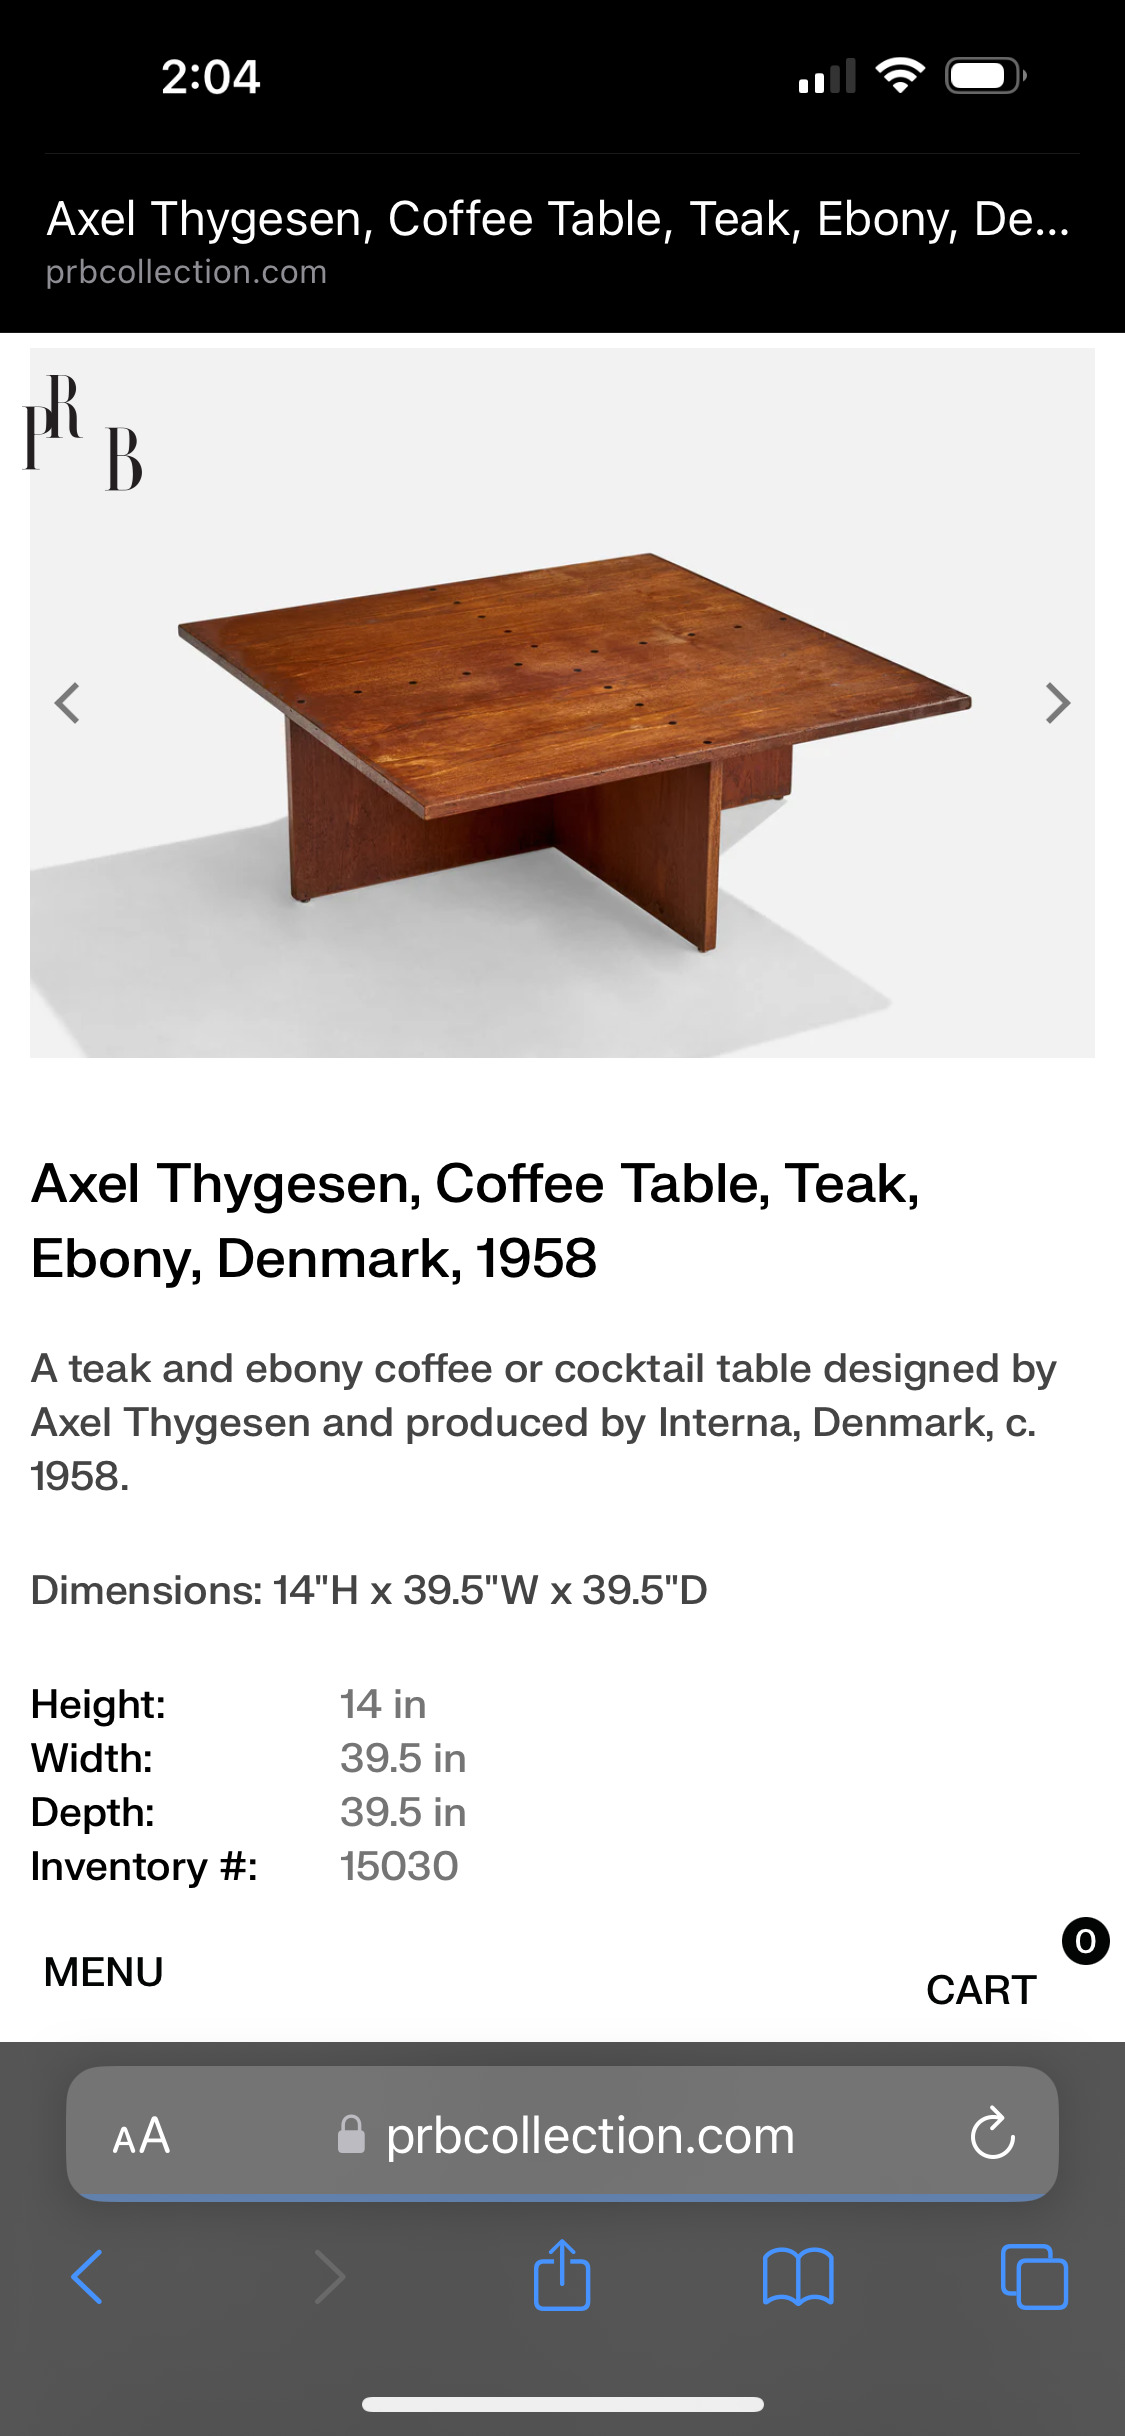 2:04
Axel Thygesen, Coffee Table, Teak, Ebony, De...
prbcollection.com
PRB
Axel Thygesen, Coffee Table, Teak,
Ebony, Denmark, 1958
A teak and ebony coffee or cocktail table designed by
Axel Thygesen and produced by Interna, Denmark, c.
1958.
Dimensions: 14"H x 39.5"W x 39.5"D
Height: 14 in
Width: 39.5 in
Depth: 39.5 in
Inventory #: 15030
0
MENU
CART
AA prbcollection.com